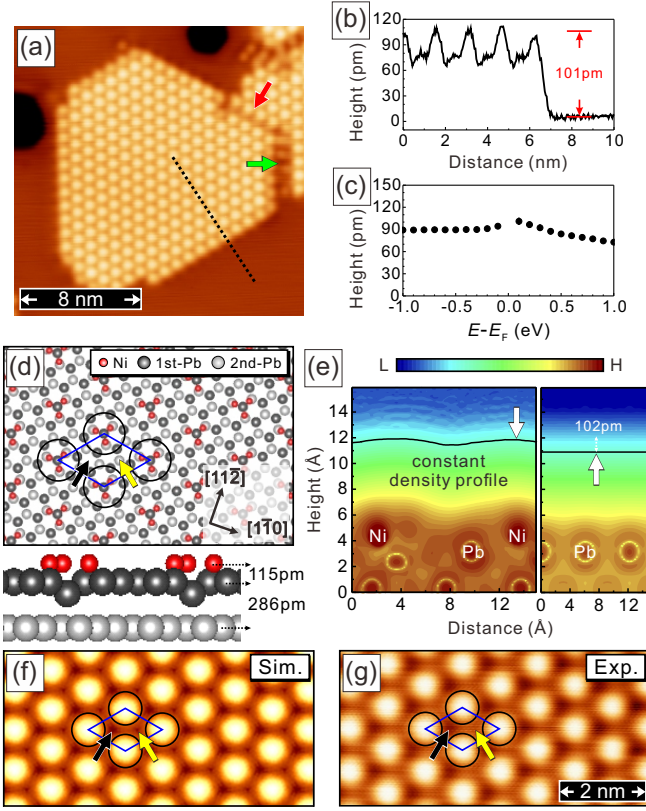 (a)
8 nm
(b)
Height (pm)
120
90
60
30
0
101pm
0 2 4 6 8 10
Distance (nm)
(c)
Height (pm)
150
120
90
60
30
0
-1.0 -0.5 0.0 0.5 1.0
E-EF (eV)
(d)
Ni 1st-Pb 2nd-Pb
[112̄]
[11̄0]
115pm
286pm
(e)
L H
Height (Å)
16
14
12
10
8
6
4
2
0
constant
density profile
Ni Pb Ni
102pm
Pb
0 4 8 12 0 4 8 12
Distance (Å)
(f)
Sim.
(g)
Exp.
2 nm